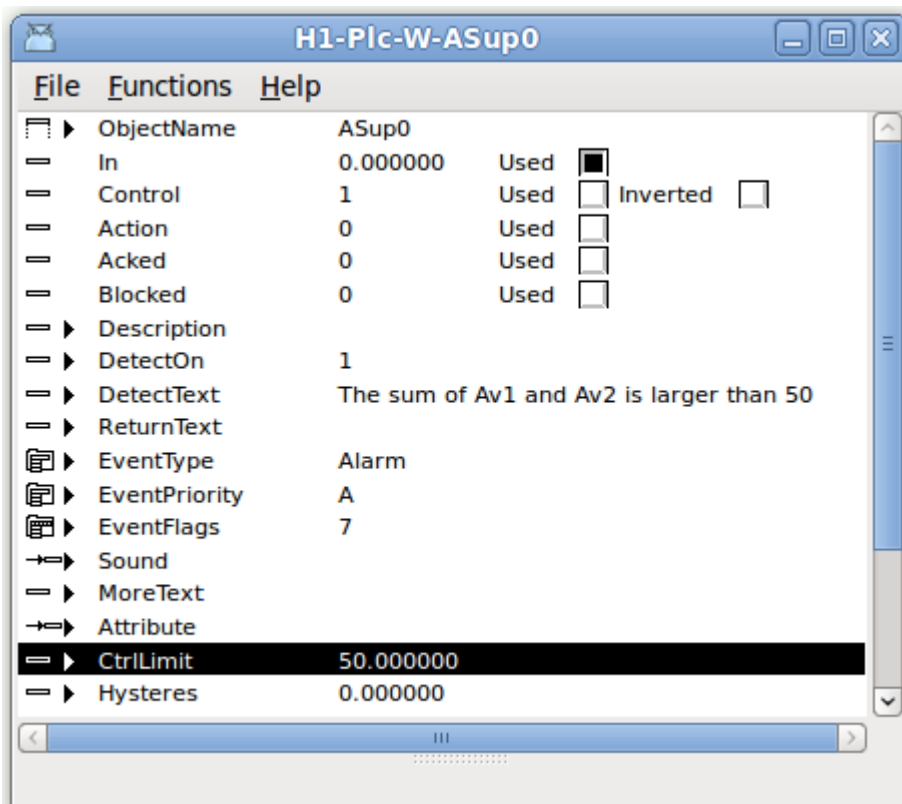 H1-Plc-W-ASup0
File Functions Help
ObjectName ASup0
In 0.000000 Used
Control 1 Used Inverted
Action 0 Used
Acked 0 Used
Blocked 0 Used
Description
DetectOn 1
DetectText The sum of Av1 and Av2 is larger than 50
ReturnText
EventType Alarm
EventPriority A
EventFlags 7
Sound
MoreText
Attribute
CtrlLimit 50.000000
Hysteres 0.000000